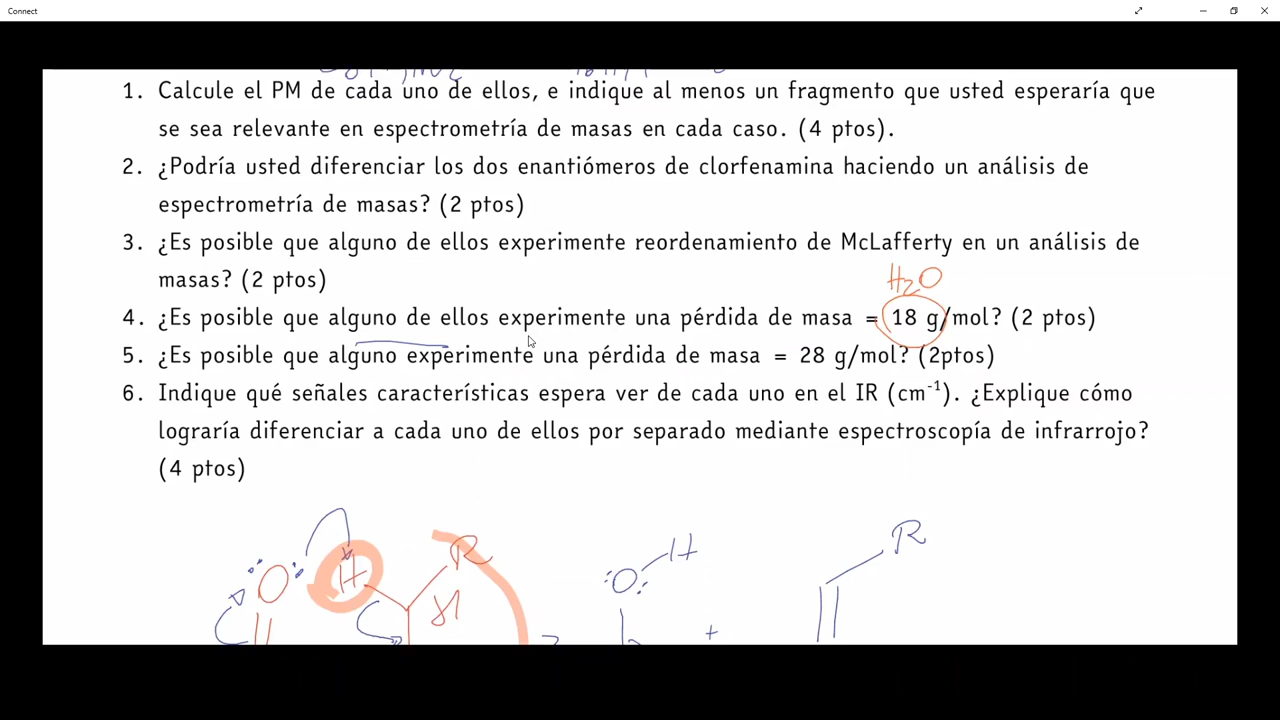 Connect
1. Calcule el PM de cada uno de ellos, e indique al menos un fragmento que usted esperaría que
se sea relevante en espectrometría de masas en cada caso. (4 ptos).
2. ¿Podría usted diferenciar los dos enantiómeros de clorfenamina haciendo un análisis de
espectrometría de masas? (2 ptos)
3. ¿Es posible que alguno de ellos experimente reordenamiento de McLafferty en un análisis de
masas? (2 ptos)
H2O
4. ¿Es posible que alguno de ellos experimente una pérdida de masa = 18 g/mol? (2 ptos)
5. ¿Es posible que alguno experimente una pérdida de masa = 28 g/mol? (2ptos)
6. Indique qué señales características espera ver de cada uno en el IR (cm-1). ¿Explique cómo
lograría diferenciar a cada uno de ellos por separado mediante espectroscopía de infrarrojo?
(4 ptos)
R H R
O H O
+